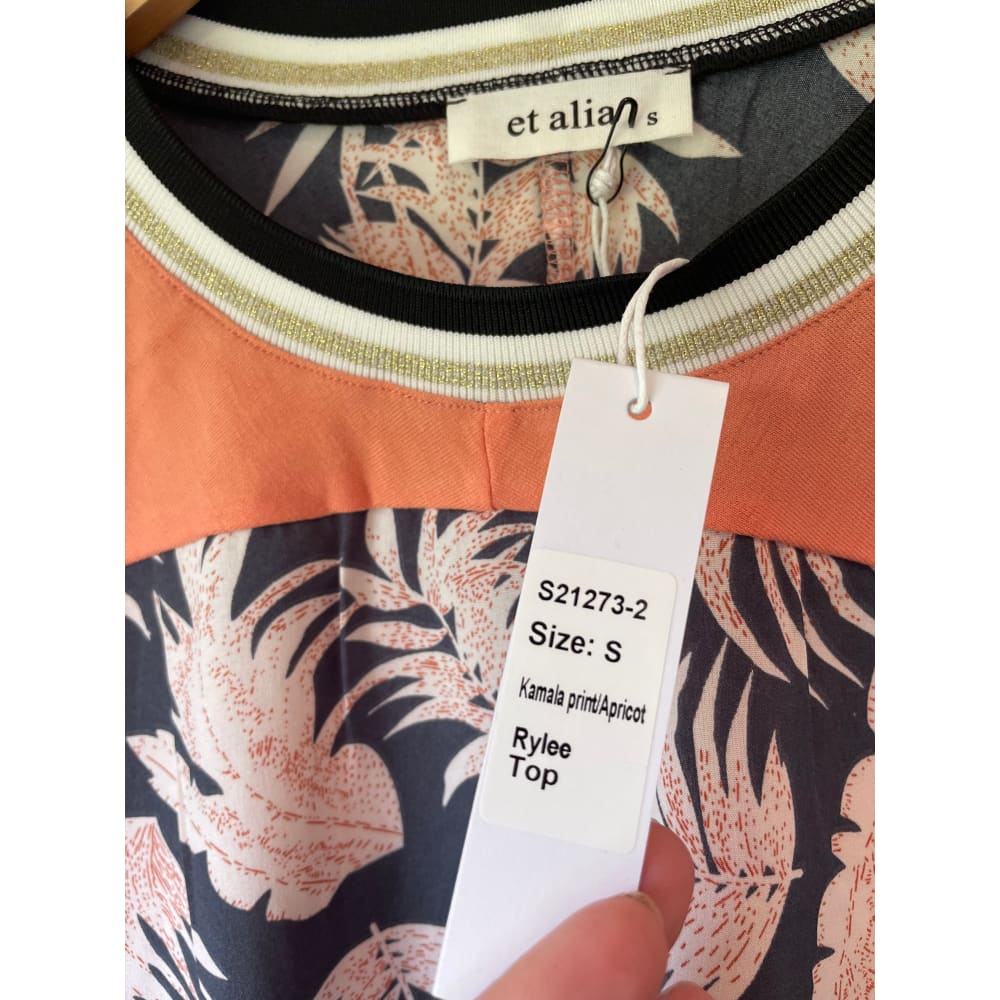 et alia s
S21273-2
Size: S
Kamala print/Apricot
Rylee
Top